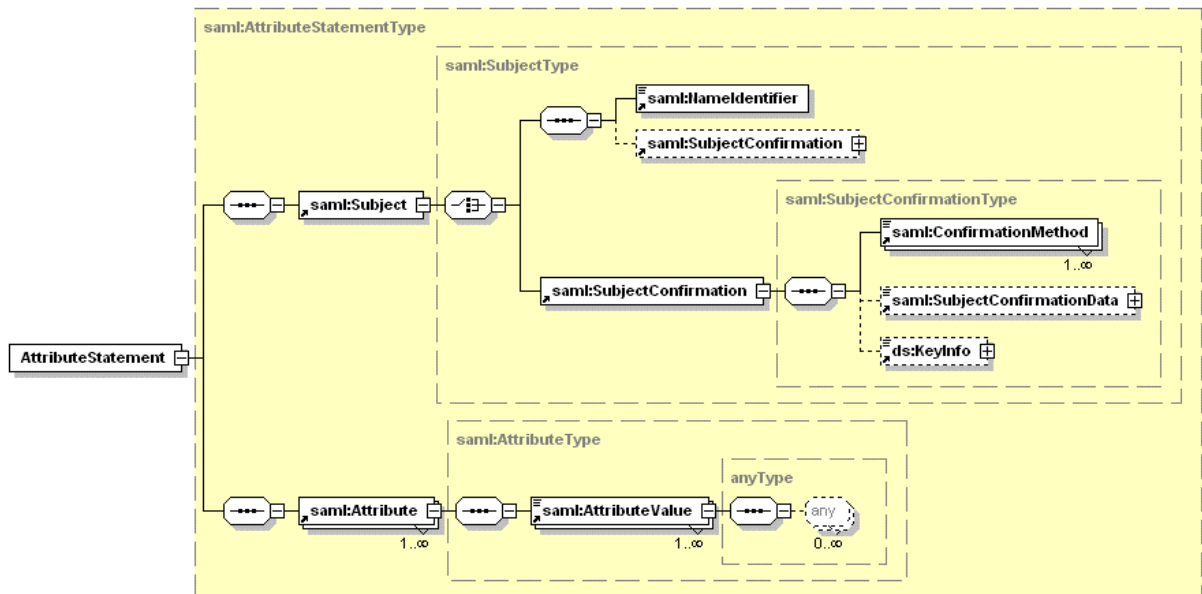 saml:AttributeStatementType
saml:SubjectType
saml:NameIdentifier
saml:SubjectConfirmation
saml:SubjectConfirmationType
saml:Subject
saml:ConfirmationMethod
1..∞
saml:SubjectConfirmation
saml:SubjectConfirmationData
ds:KeyInfo
AttributeStatement
saml:AttributeType
anyType
saml:Attribute
saml:AttributeValue
any
1..∞
1..∞
0..∞